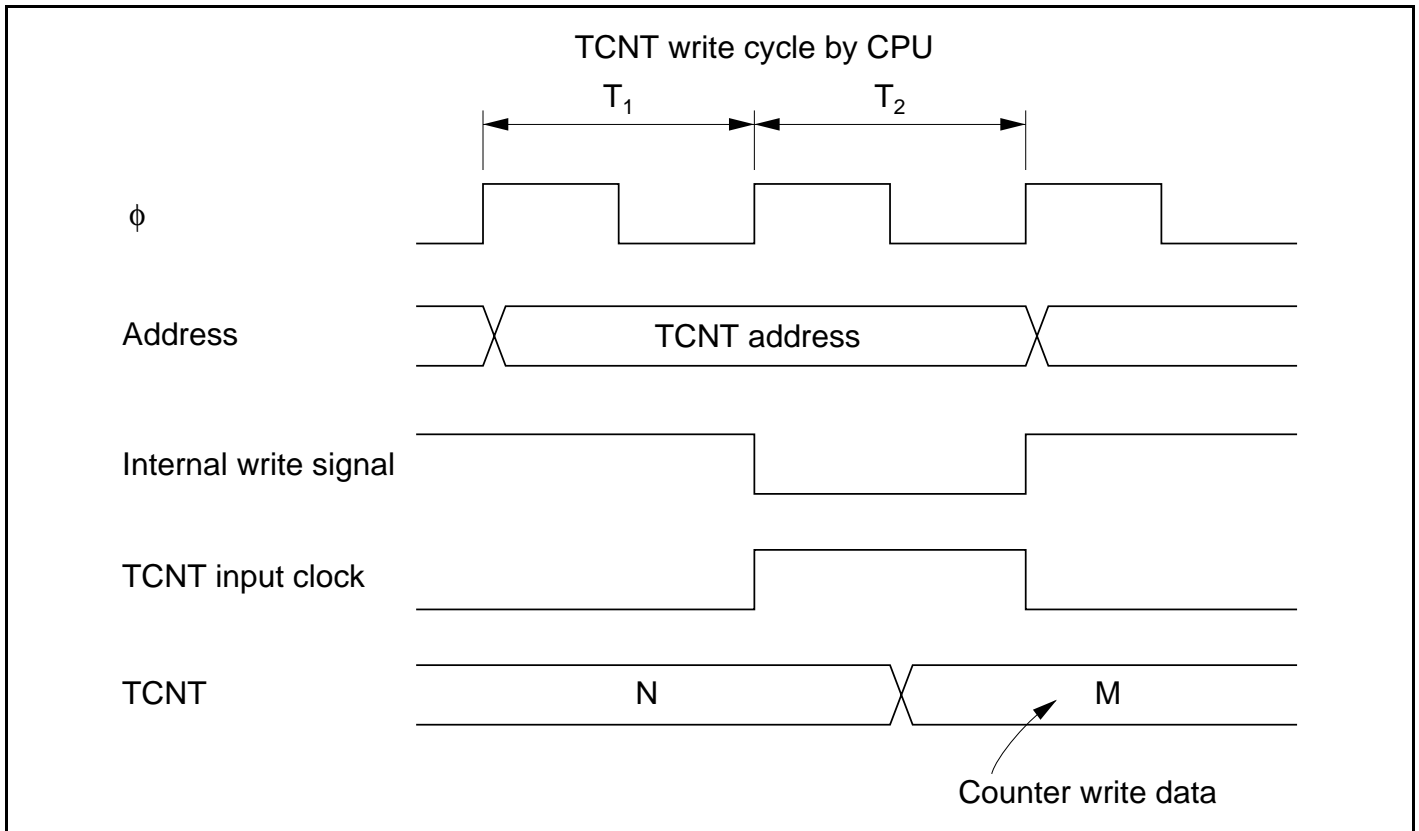 TCNT write cycle by CPU
T1 T2
ϕ
Address TCNT address
Internal write signal
TCNT input clock
TCNT N M
Counter write data